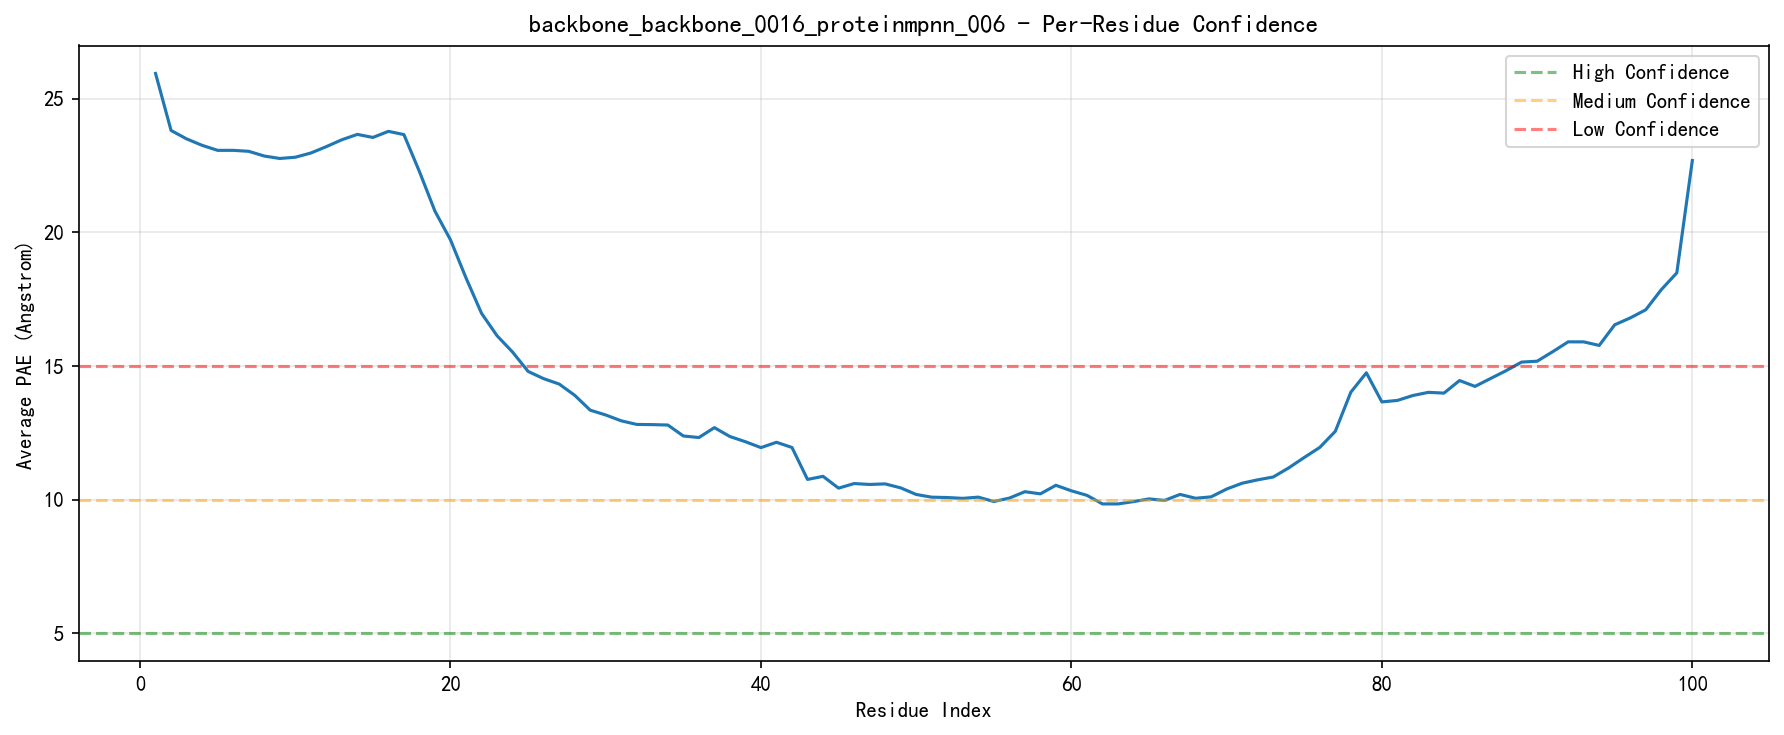 backbone_backbone_0016_proteinmpnn_006 - Per-Residue Confidence
High Confidence
Medium Confidence
Low Confidence
25
20
15
10
5
Average PAE (Angstrom)
0 20 40 60 80 100
Residue Index